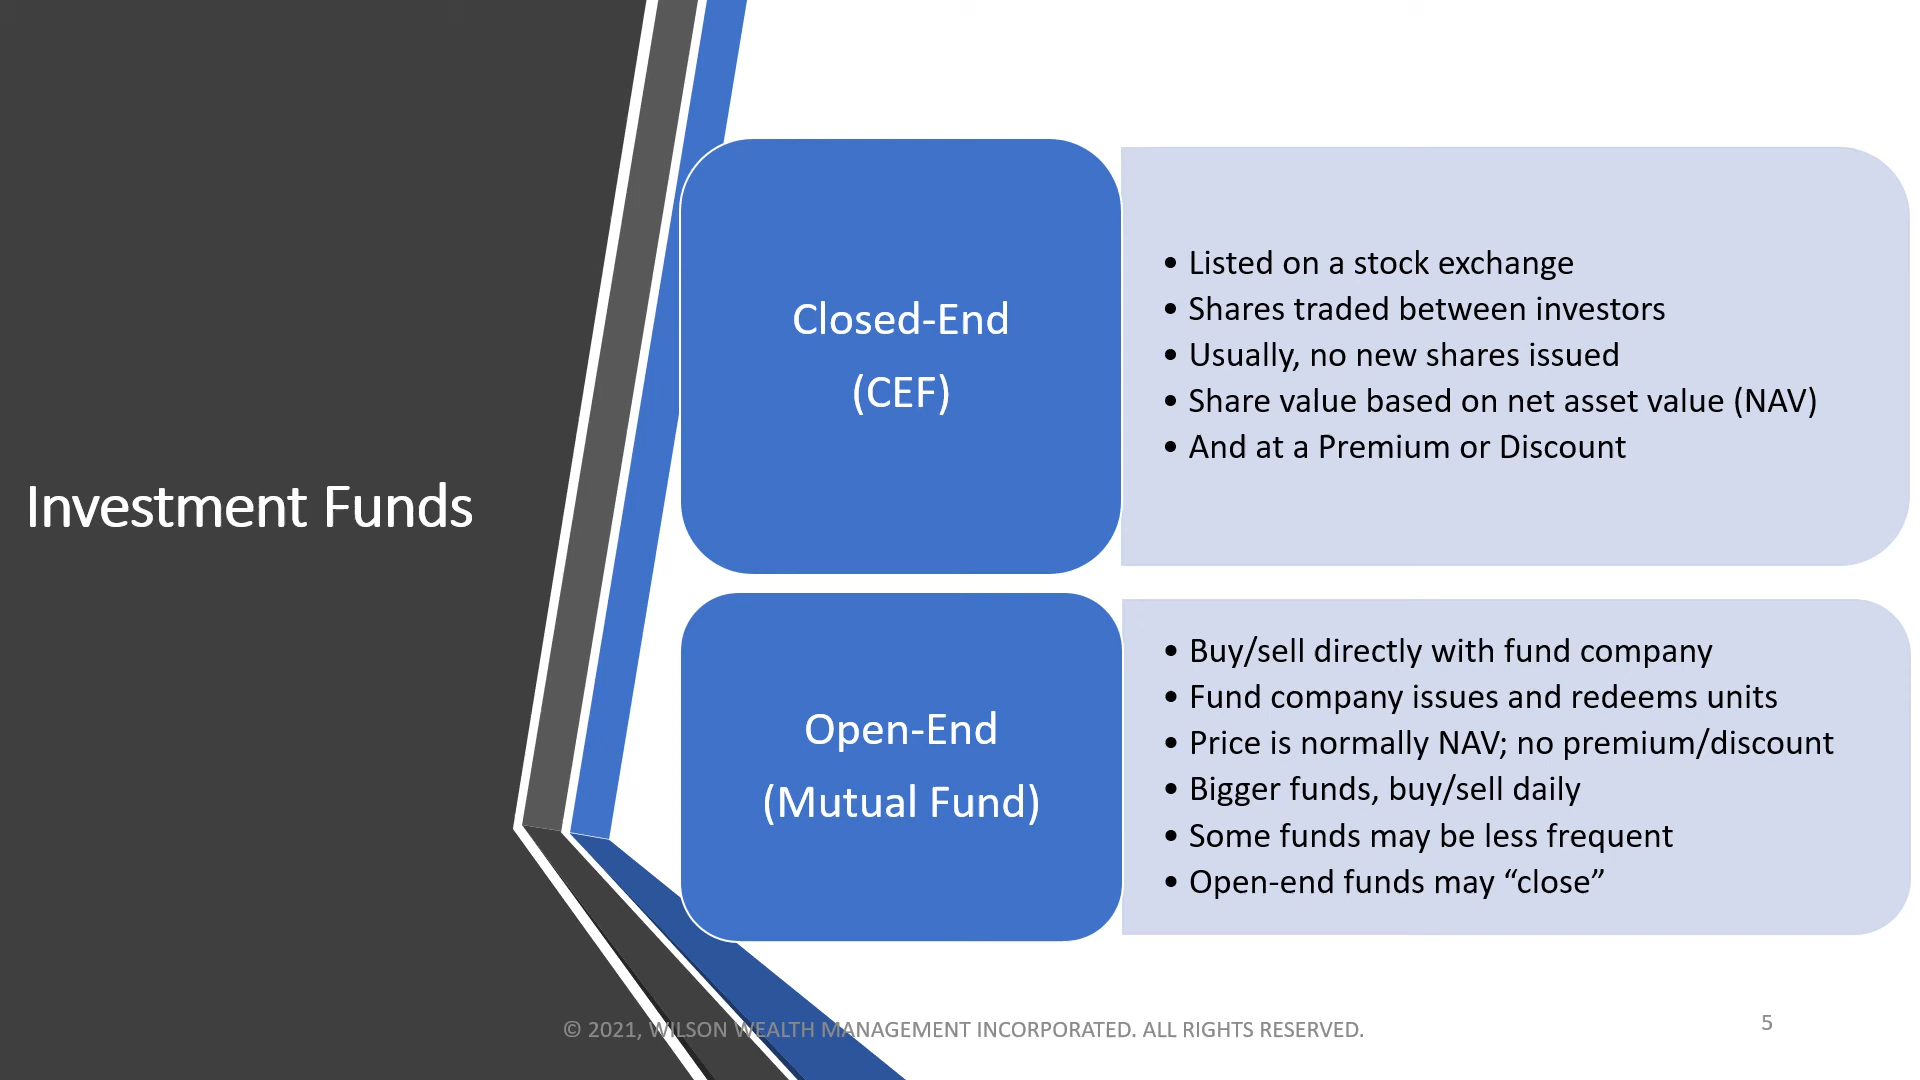 Investment Funds
Closed-End
(CEF)
• Listed on a stock exchange
• Shares traded between investors
• Usually, no new shares issued
• Share value based on net asset value (NAV)
• And at a Premium or Discount
Open-End
(Mutual Fund)
• Buy/sell directly with fund company
• Fund company issues and redeems units
• Price is normally NAV; no premium/discount
• Bigger funds, buy/sell daily
• Some funds may be less frequent
• Open-end funds may “close”
© 2021, WILSON WEALTH MANAGEMENT INCORPORATED. ALL RIGHTS RESERVED.
5